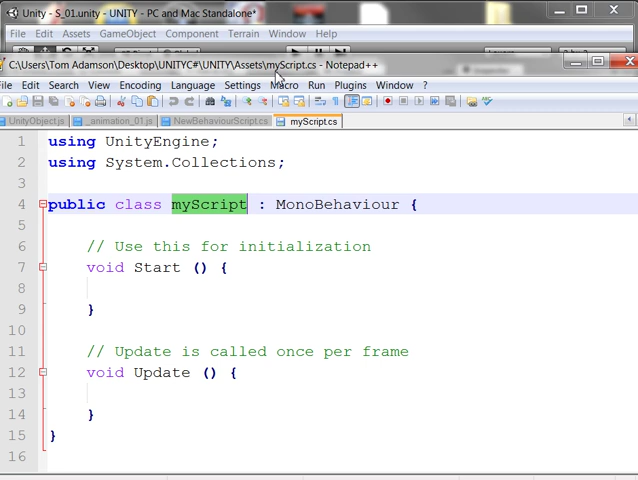 Unity - S_01.unity - UNITY - PC and Mac Standalone*
File Edit Assets GameObject Component Terrain Window Help
C:\Users\Tom Adamson\Desktop\UNITYC#\UNITY\Assets\myScript.cs - Notepad++
File Edit Search View Encoding Language Settings Macro Run Plugins Window ?
UnityObject.js _animation_01.js NewBehaviourScript.cs myScript.cs
1 using UnityEngine;
2 using System.Collections;
3
4 public class myScript : MonoBehaviour {
5
6 // Use this for initialization
7 void Start () {
8
9 }
10
11 // Update is called once per frame
12 void Update () {
13
14 }
15 }
16